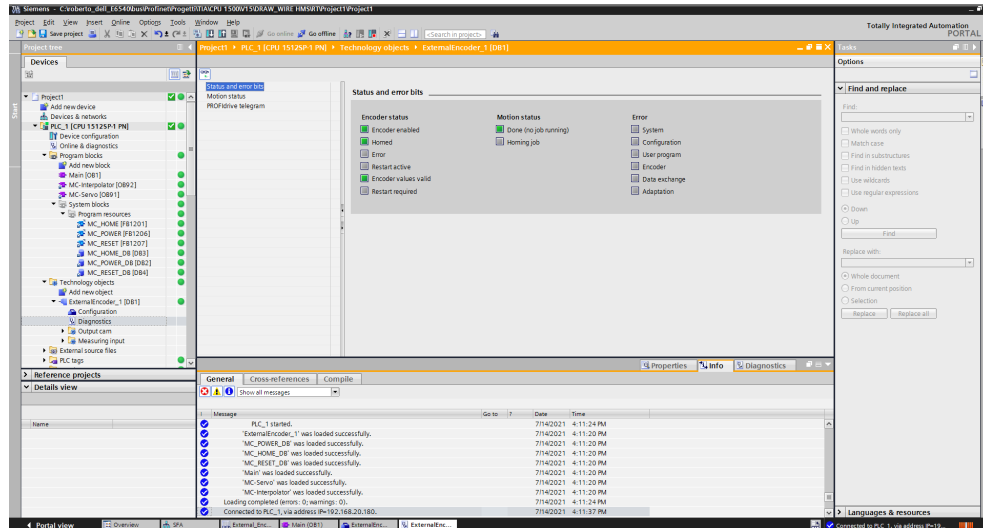 Siemens - C:\roberto_dell_E6540\bus\Profinet\Progetti\TIA\CPU 1500\V15\DRAW_WIRE HMS\RT\Project1\Project1
Project Edit View Insert Online Options Tools Window Help
Totally Integrated Automation
PORTAL
Save project
Go online
Go offline
<Search in project>
Project tree
Project1 PLC_1 [CPU 1512SP-1 PN] Technology objects ExternalEncoder_1 [DB1]
Tasks
Devices
Options
Start
Project1
Add new device
Devices & networks
PLC_1 [CPU 1512SP-1 PN]
Device configuration
Online & diagnostics
Program blocks
Add new block
Main [OB1]
MC-Interpolator [OB92]
MC-Servo [OB91]
System blocks
Program resources
MC_HOME [FB1201]
MC_POWER [FB1206]
MC_RESET [FB1207]
MC_HOME_DB [DB3]
MC_POWER_DB [DB2]
MC_RESET_DB [DB4]
Technology objects
Add new object
ExternalEncoder_1 [DB1]
Configuration
Diagnostics
Output cam
Measuring input
External source files
PLC tags
Reference projects
Details view
Name
Status and error bits
Motion status
PROFIdrive telegram
Status and error bits
Encoder status
Encoder enabled
Homed
Error
Restart active
Encoder values valid
Restart required
Motion status
Done (no job running)
Homing job
Error
System
Configuration
User program
Encoder
Data exchange
Adaptation
Find and replace
Find:
Whole words only
Match case
Find in substructures
Find in hidden texts
Use wildcards
Use regular expressions
Down
Up
Find
Replace with:
Whole document
From current position
Selection
Replace Replace all
Languages & resources
Properties Info Diagnostics
General Cross-references Compile
Show all messages
! Message Go to ? Date Time
PLC_1 started. 7/14/2021 4:11:24 PM
'ExternalEncoder_1' was loaded successfully. 7/14/2021 4:11:20 PM
'MC_POWER_DB' was loaded successfully. 7/14/2021 4:11:20 PM
'MC_HOME_DB' was loaded successfully. 7/14/2021 4:11:20 PM
'MC_RESET_DB' was loaded successfully. 7/14/2021 4:11:20 PM
'Main' was loaded successfully. 7/14/2021 4:11:20 PM
'MC-Servo' was loaded successfully. 7/14/2021 4:11:20 PM
'MC-Interpolator' was loaded successfully. 7/14/2021 4:11:20 PM
Loading completed (errors: 0; warnings: 0). 7/14/2021 4:11:24 PM
Connected to PLC_1, via address IP=192.168.20.180. 7/14/2021 4:11:37 PM
Portal view Overview SFA External_Enc... Main (OB1) ExternalEnc... ExternalEnc... Connected to PLC_1, via address IP=19...